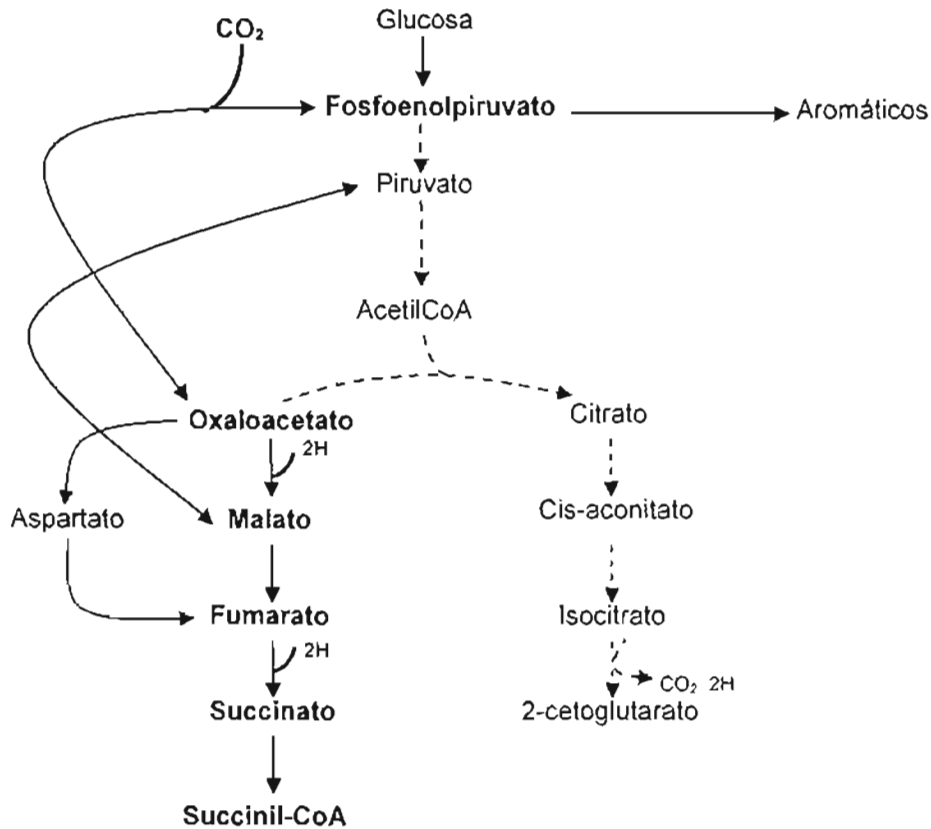 Glucosa
CO₂
Fosfoenolpiruvato
Aromáticos
Piruvato
AcetilCoA
Oxaloacetato
Citrato
2H
Aspartato
Malato
Cis-aconitato
Fumarato
Isocitrato
2H
CO₂ 2H
Succinato
2-cetoglutarato
Succinil-CoA